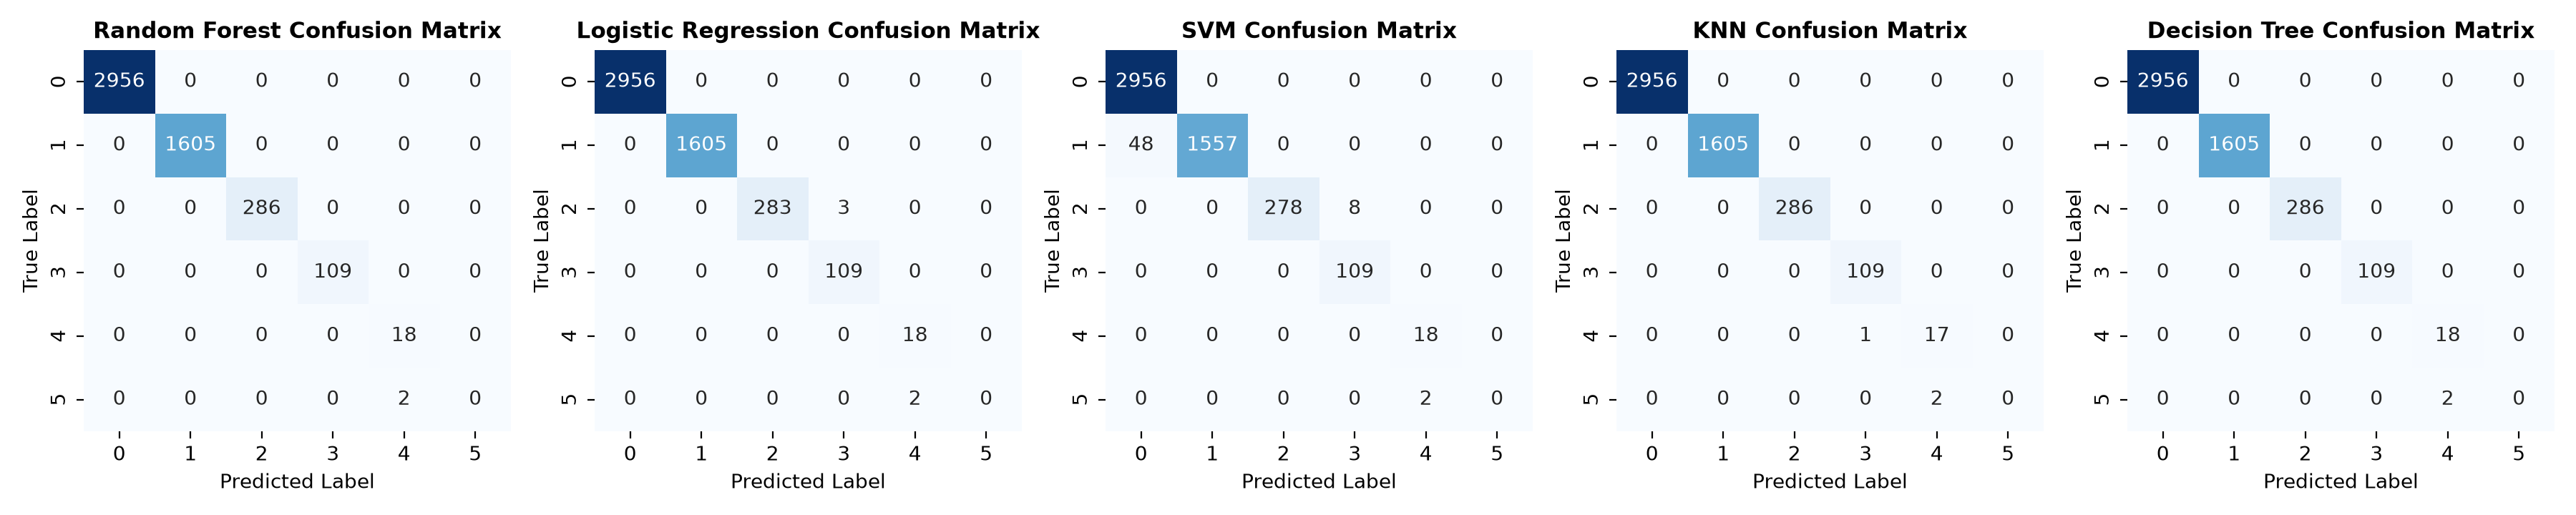 Random Forest Confusion Matrix
0 2956 0 0 0 0 0
1 0 1605 0 0 0 0
2 0 0 286 0 0 0
3 0 0 0 109 0 0
4 0 0 0 0 18 0
5 0 0 0 0 2 0
0 1 2 3 4 5
True Label
Predicted Label
Logistic Regression Confusion Matrix
0 2956 0 0 0 0 0
1 0 1605 0 0 0 0
2 0 0 283 3 0 0
3 0 0 0 109 0 0
4 0 0 0 0 18 0
5 0 0 0 0 2 0
0 1 2 3 4 5
True Label
Predicted Label
SVM Confusion Matrix
0 2956 0 0 0 0 0
1 48 1557 0 0 0 0
2 0 0 278 8 0 0
3 0 0 0 109 0 0
4 0 0 0 0 18 0
5 0 0 0 0 2 0
0 1 2 3 4 5
True Label
Predicted Label
KNN Confusion Matrix
0 2956 0 0 0 0 0
1 0 1605 0 0 0 0
2 0 0 286 0 0 0
3 0 0 0 109 0 0
4 0 0 0 1 17 0
5 0 0 0 0 2 0
0 1 2 3 4 5
True Label
Predicted Label
Decision Tree Confusion Matrix
0 2956 0 0 0 0 0
1 0 1605 0 0 0 0
2 0 0 286 0 0 0
3 0 0 0 109 0 0
4 0 0 0 0 18 0
5 0 0 0 0 2 0
0 1 2 3 4 5
True Label
Predicted Label